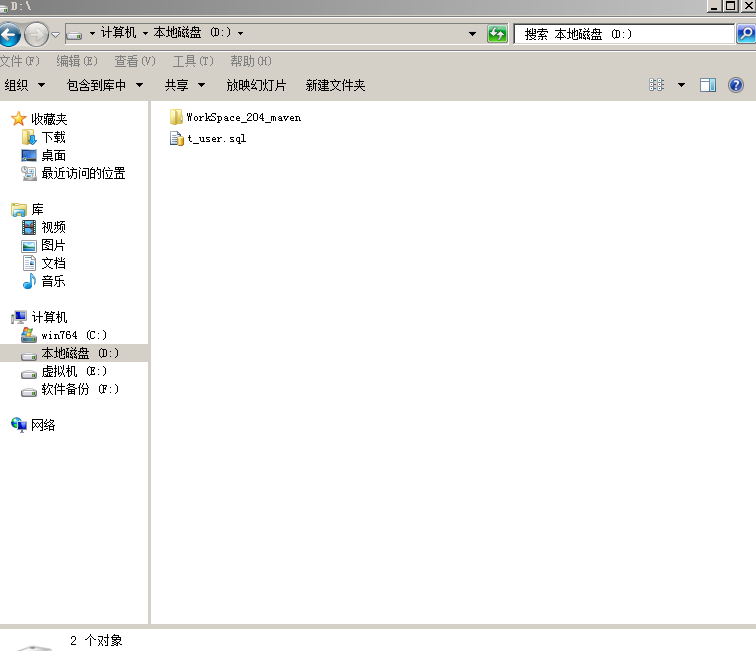 D:\
计算机 本地磁盘 (D:)
搜索 本地磁盘 (D:)
文件(F) 编辑(E) 查看(V) 工具(T) 帮助(H)
组织 包含到库中 共享 放映幻灯片 新建文件夹
收藏夹
下载
桌面
最近访问的位置
库
视频
图片
文档
音乐
计算机
win764 (C:)
本地磁盘 (D:)
虚拟机 (E:)
软件备份 (F:)
网络
WorkSpace_204_maven
t_user.sql
2 个对象